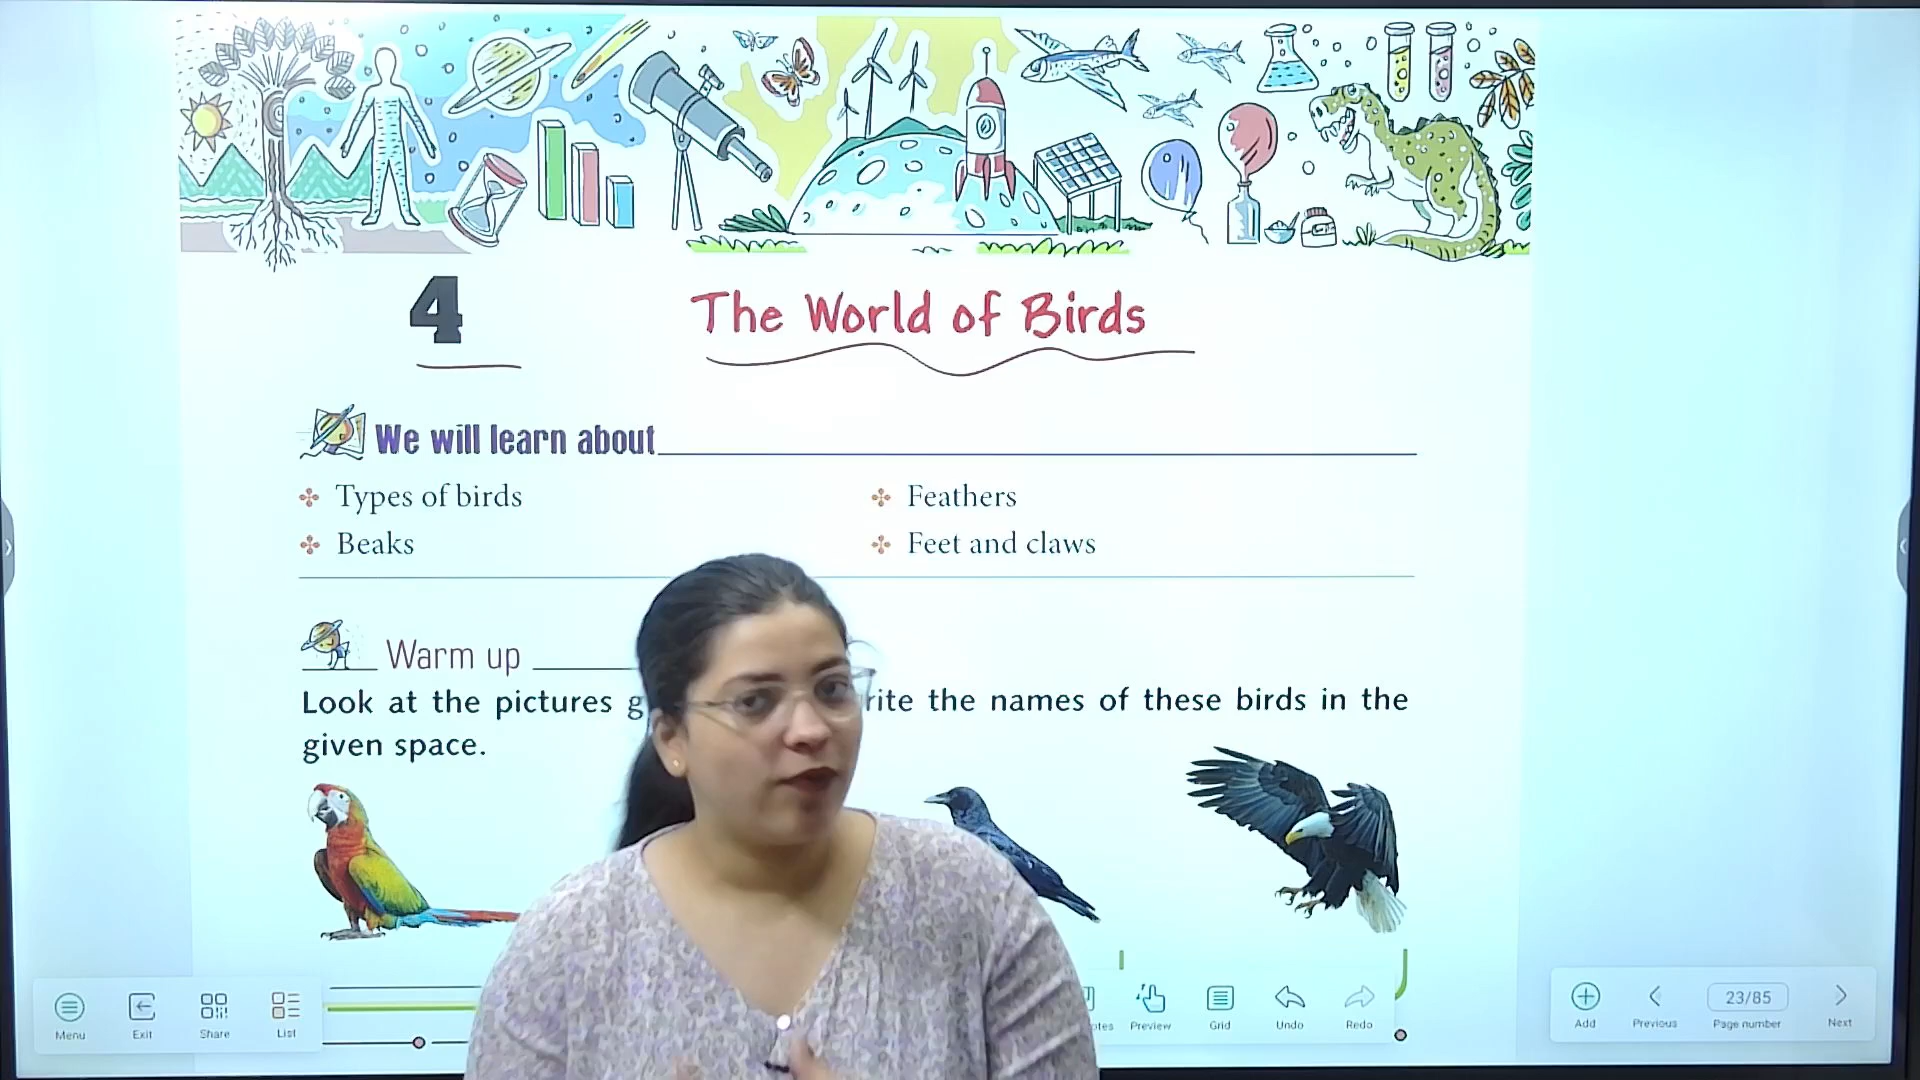 4 The World of Birds
We will learn about
Types of birds
Feathers
Beaks
Feet and claws
Warm up
Look at the pictures the names of these birds in the
given space.
Menu
Exit
Share
List
Preview
Grid
Undo
Redo
Add
Previous
23/85
Page number
Next